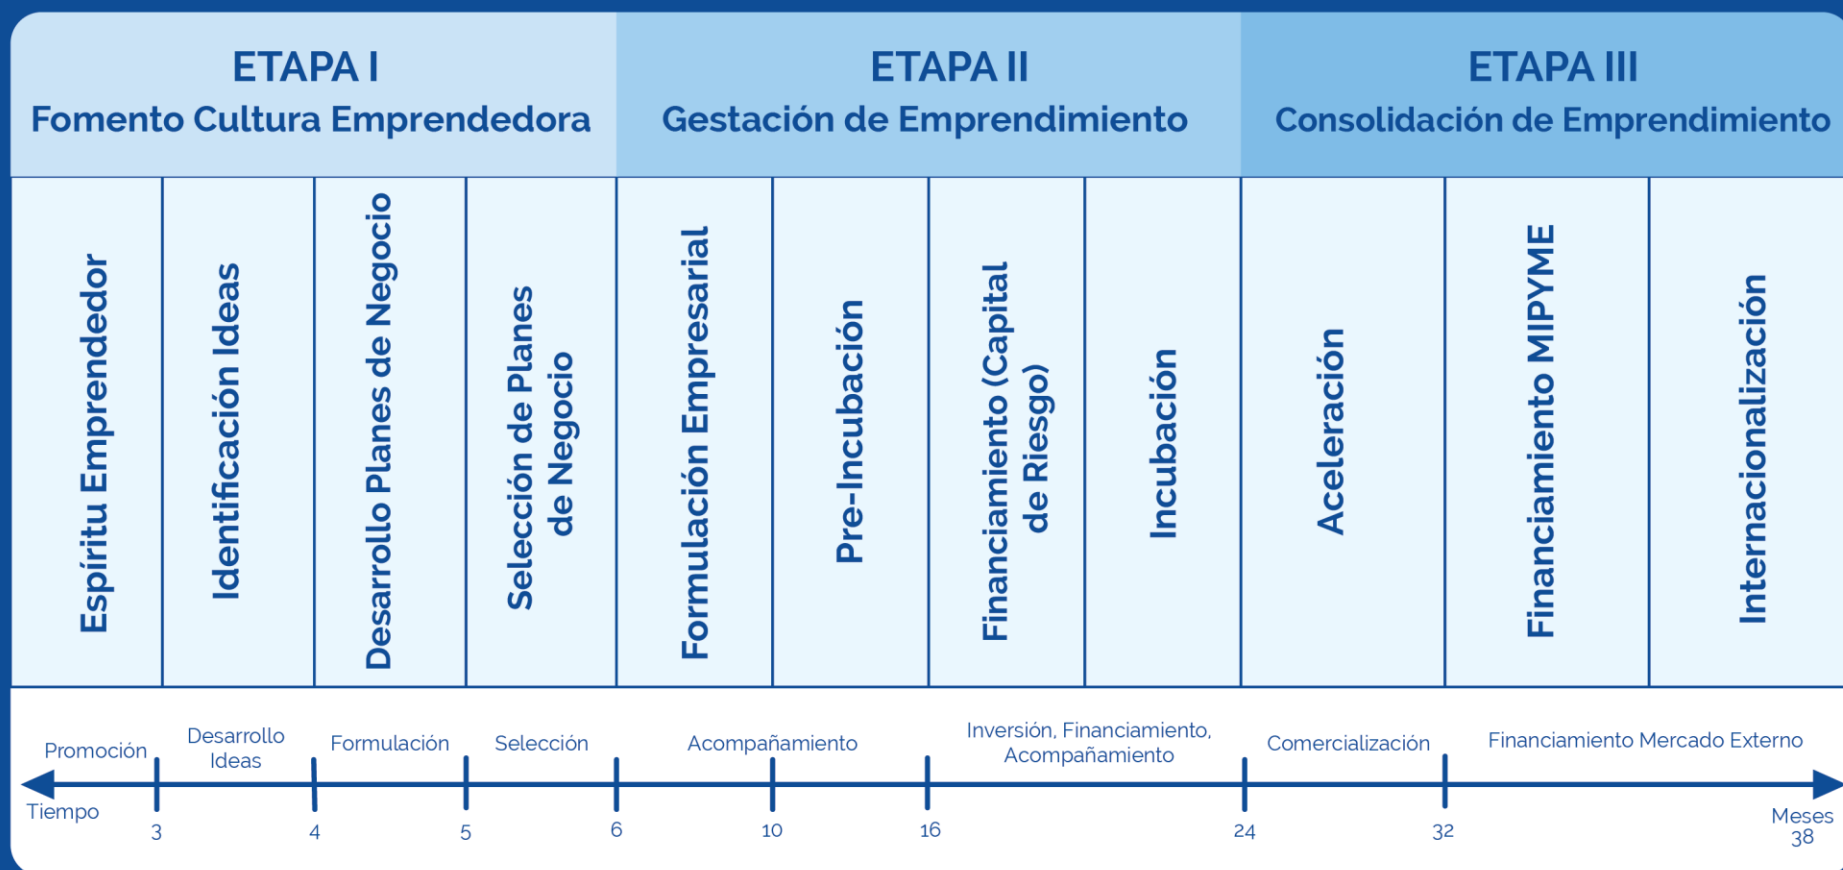 ETAPA I
Fomento Cultura Emprendedora
ETAPA II
Gestación de Emprendimiento
ETAPA III
Consolidación de Emprendimiento
Espíritu Emprendedor
Identificación Ideas
Desarrollo Planes de Negocio
Selección de Planes
de Negocio
Formulación Empresarial
Pre-Incubación
Financiamiento (Capital
de Riesgo)
Incubación
Aceleración
Financiamiento MIPYME
Internacionalización
Promoción
Desarrollo
Ideas
Formulación
Selección
Acompañamiento
Inversión, Financiamiento,
Acompañamiento
Comercialización
Financiamiento Mercado Externo
Tiempo
3
4
5
6
10
16
24
32
Meses
38